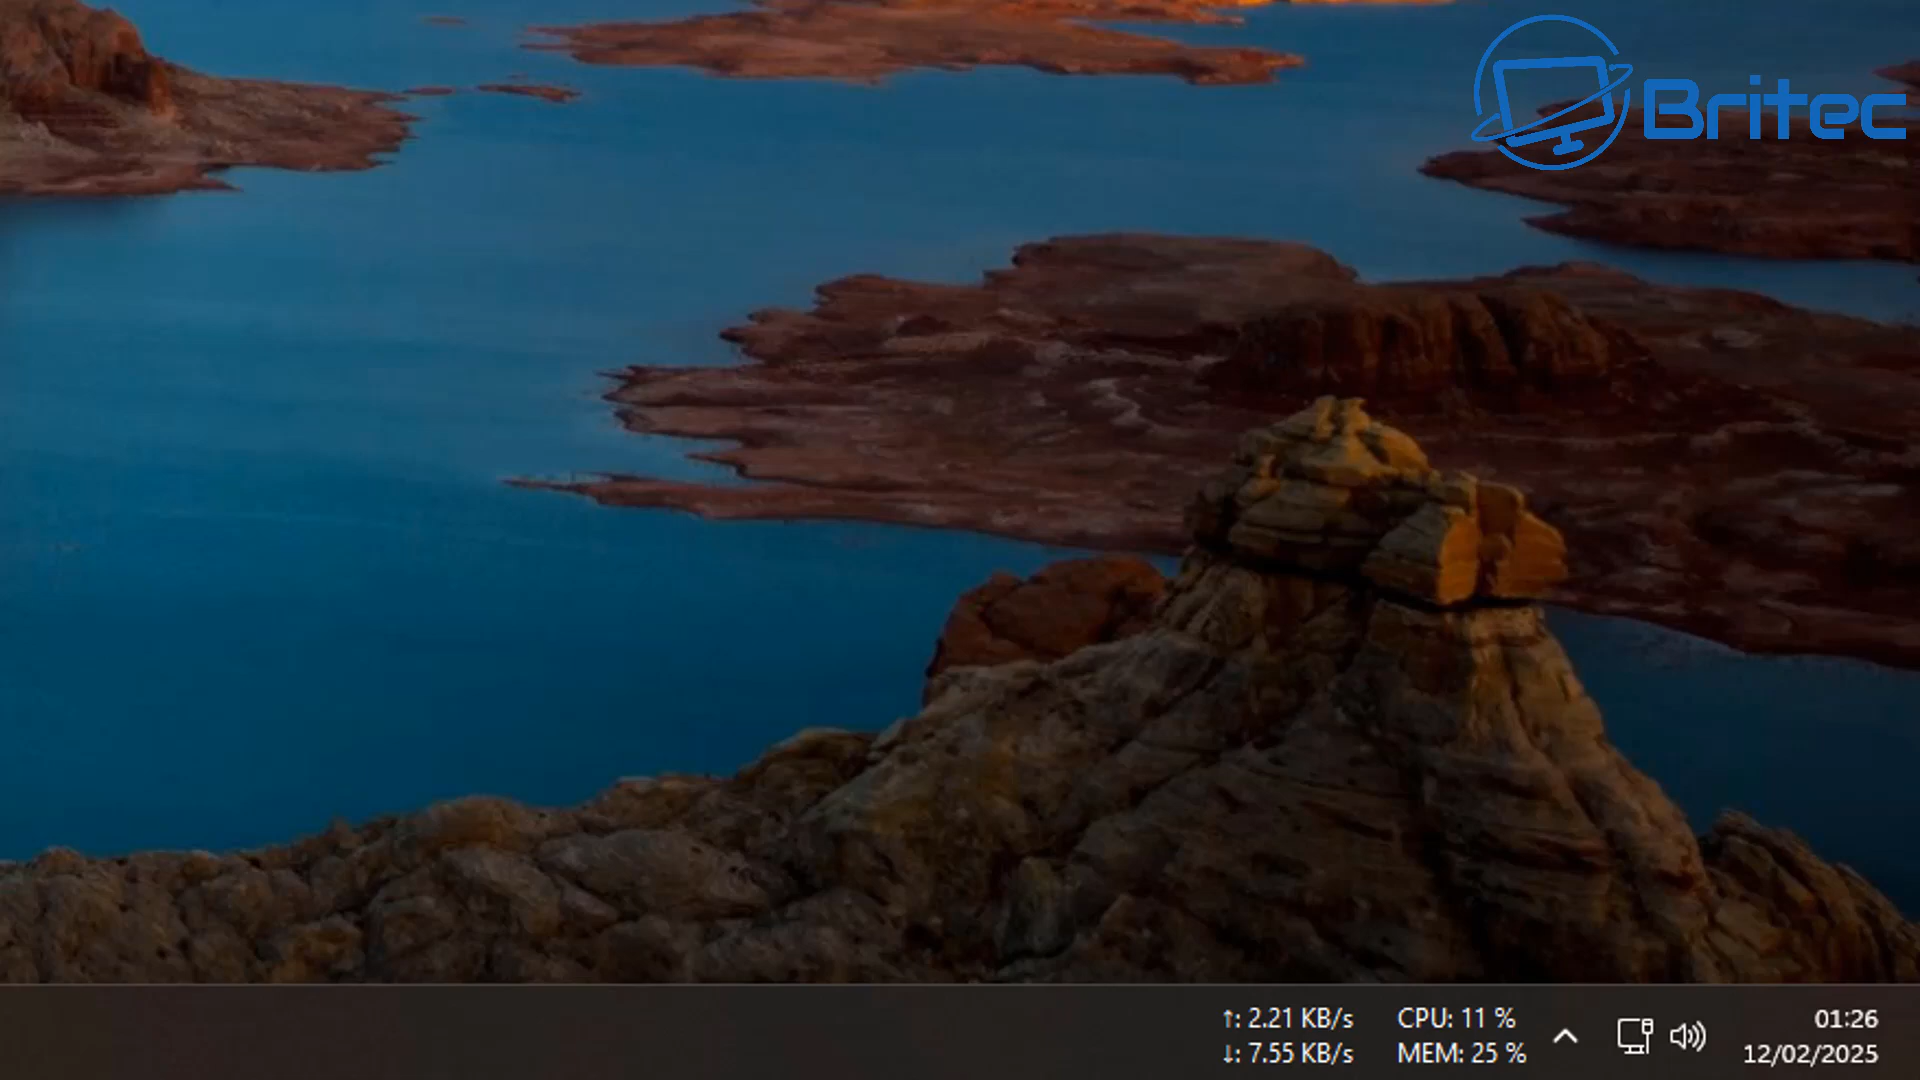 Britec
↑: 2.21 KB/s CPU: 11 %
↓: 7.55 KB/s MEM: 25 %
01:26
12/02/2025